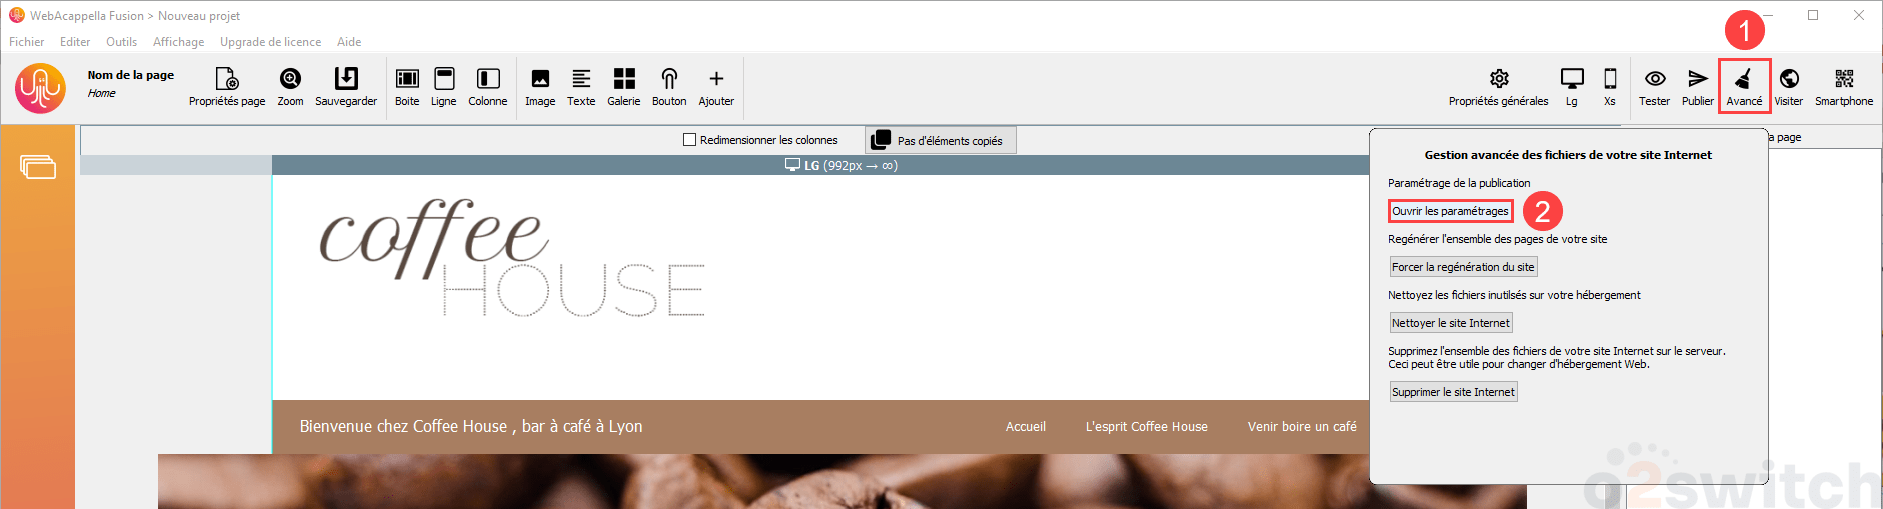 WebAcappella Fusion > Nouveau projet
Fichier Editer Outils Affichage Upgrade de licence Aide
1
Nom de la page
Home
Propriétés page Zoom Sauvegarder Boite Ligne Colonne Image Texte Galerie Bouton Ajouter Propriétés générales Lg Xs Tester Publier Avancé Visiter Smartphone
Redimensionner les colonnes Pas d'éléments copiés a page
LG (992px → ∞)
Gestion avancée des fichiers de votre site Internet
Paramétrage de la publication
Ouvrir les paramétrages 2
Regénérer l'ensemble des pages de votre site
Forcer la regénération du site
Nettoyez les fichiers inutilsés sur votre hébergement
Nettoyer le site Internet
Supprimez l'ensemble des fichiers de votre site Internet sur le serveur.
Ceci peut être utile pour changer d'hébergement Web.
Supprimer le site Internet
coffee
HOUSE
Bienvenue chez Coffee House , bar à café à Lyon Accueil L'esprit Coffee House Venir boire un café
o2switch